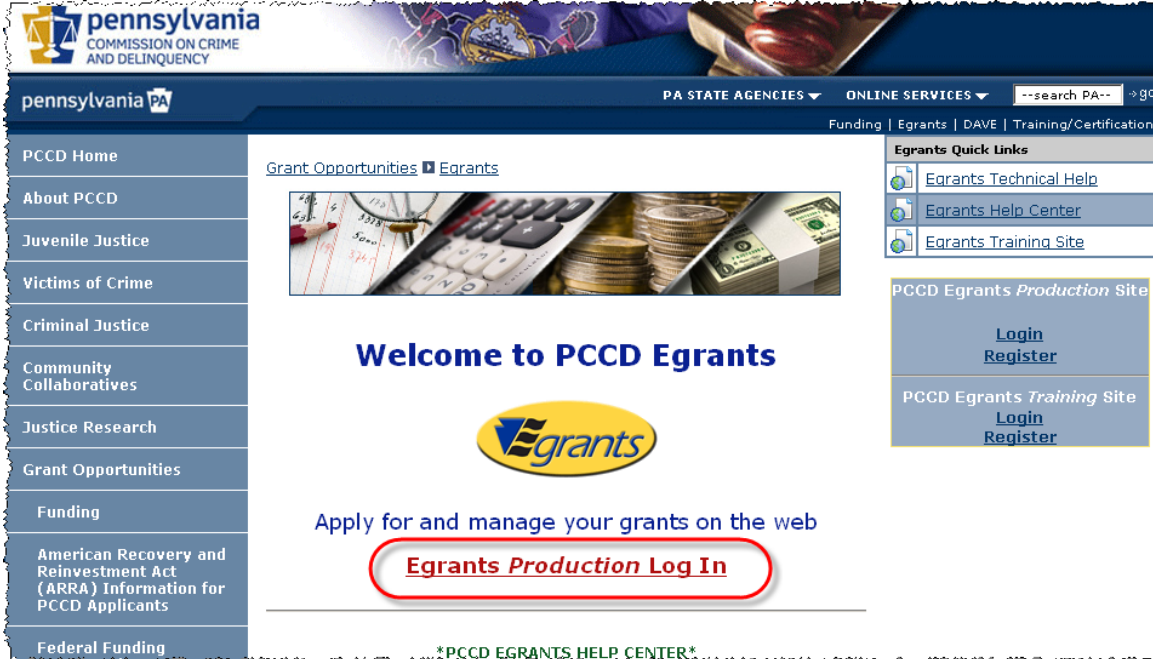 pennsylvania
COMMISSION ON CRIME
AND DELINQUENCY
pennsylvania PA
PA STATE AGENCIES
ONLINE SERVICES
--search PA--
Funding | Egrants | DAVE | Training/Certification
PCCD Home
About PCCD
Juvenile Justice
Victims of Crime
Criminal Justice
Community
Collaboratives
Justice Research
Grant Opportunities
Funding
American Recovery and
Reinvestment Act
(ARRA) Information for
PCCD Applicants
Federal Funding
Grant Opportunities Egrants
Welcome to PCCD Egrants
Egrants
Apply for and manage your grants on the web
Egrants Production Log In
*PCCD EGRANTS HELP CENTER*
Egrants Quick Links
Egrants Technical Help
Egrants Help Center
Egrants Training Site
PCCD Egrants Production Site
Login
Register
PCCD Egrants Training Site
Login
Register